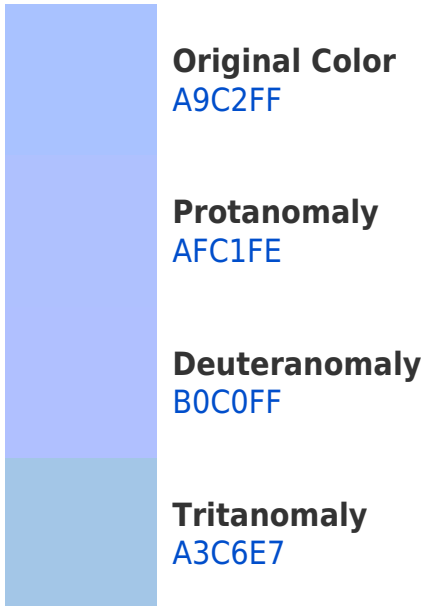 Original Color
A9C2FF
Protanomaly
AFC1FE
Deuteranomaly
B0C0FF
Tritanomaly
A3C6E7